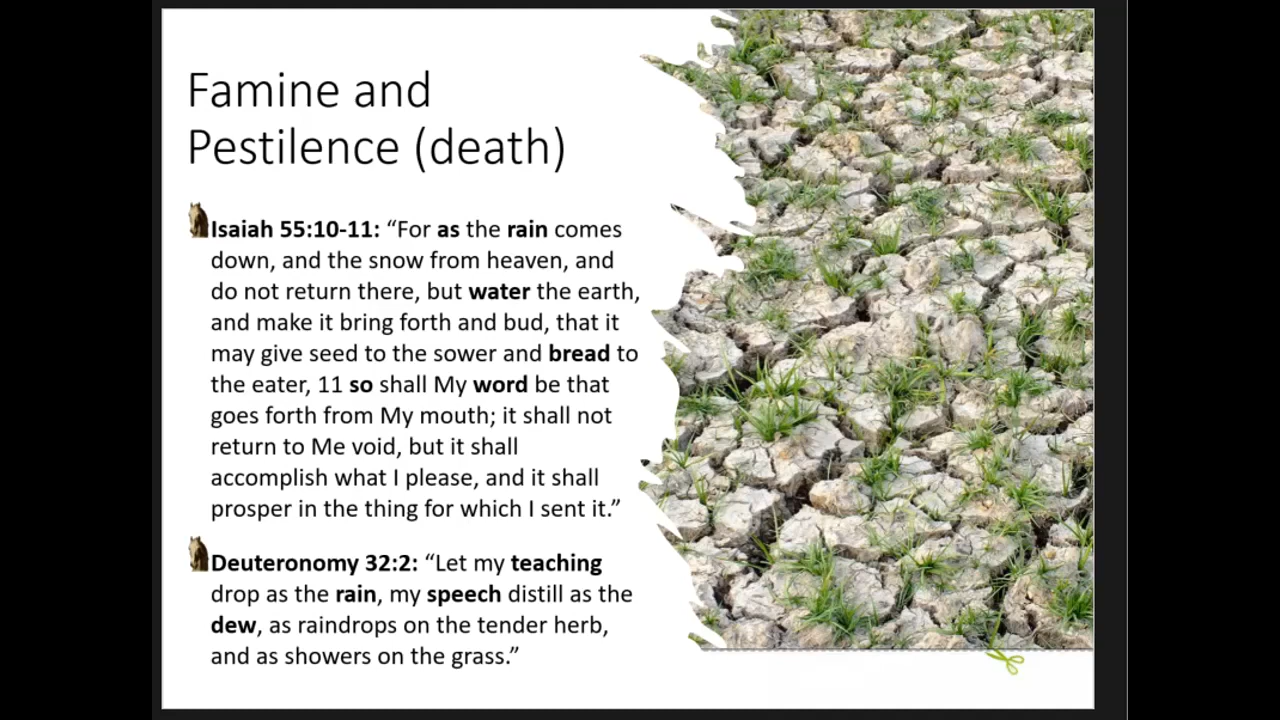 Famine and
Pestilence (death)
Isaiah 55:10-11: “For as the rain comes
down, and the snow from heaven, and
do not return there, but water the earth,
and make it bring forth and bud, that it
may give seed to the sower and bread to
the eater, 11 so shall My word be that
goes forth from My mouth; it shall not
return to Me void, but it shall
accomplish what I please, and it shall
prosper in the thing for which I sent it.”
Deuteronomy 32:2: “Let my teaching
drop as the rain, my speech distill as the
dew, as raindrops on the tender herb,
and as showers on the grass.”